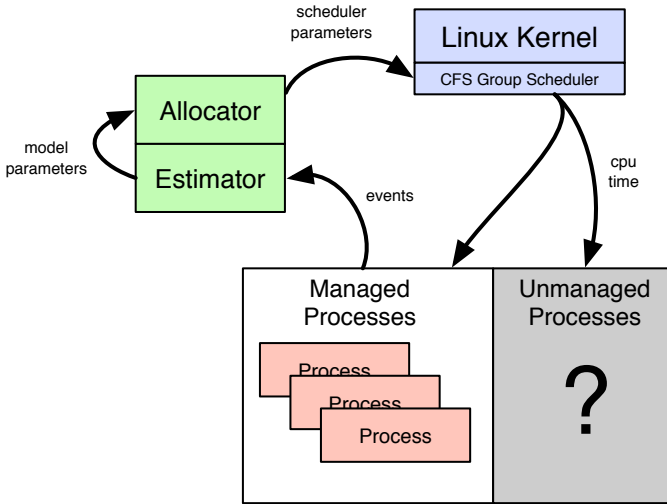 scheduler
parameters
Linux Kernel
CFS Group Scheduler
Allocator
Estimator
model
parameters
events
cpu
time
Managed
Processes
Unmanaged
Processes
Process
Process
Process
?